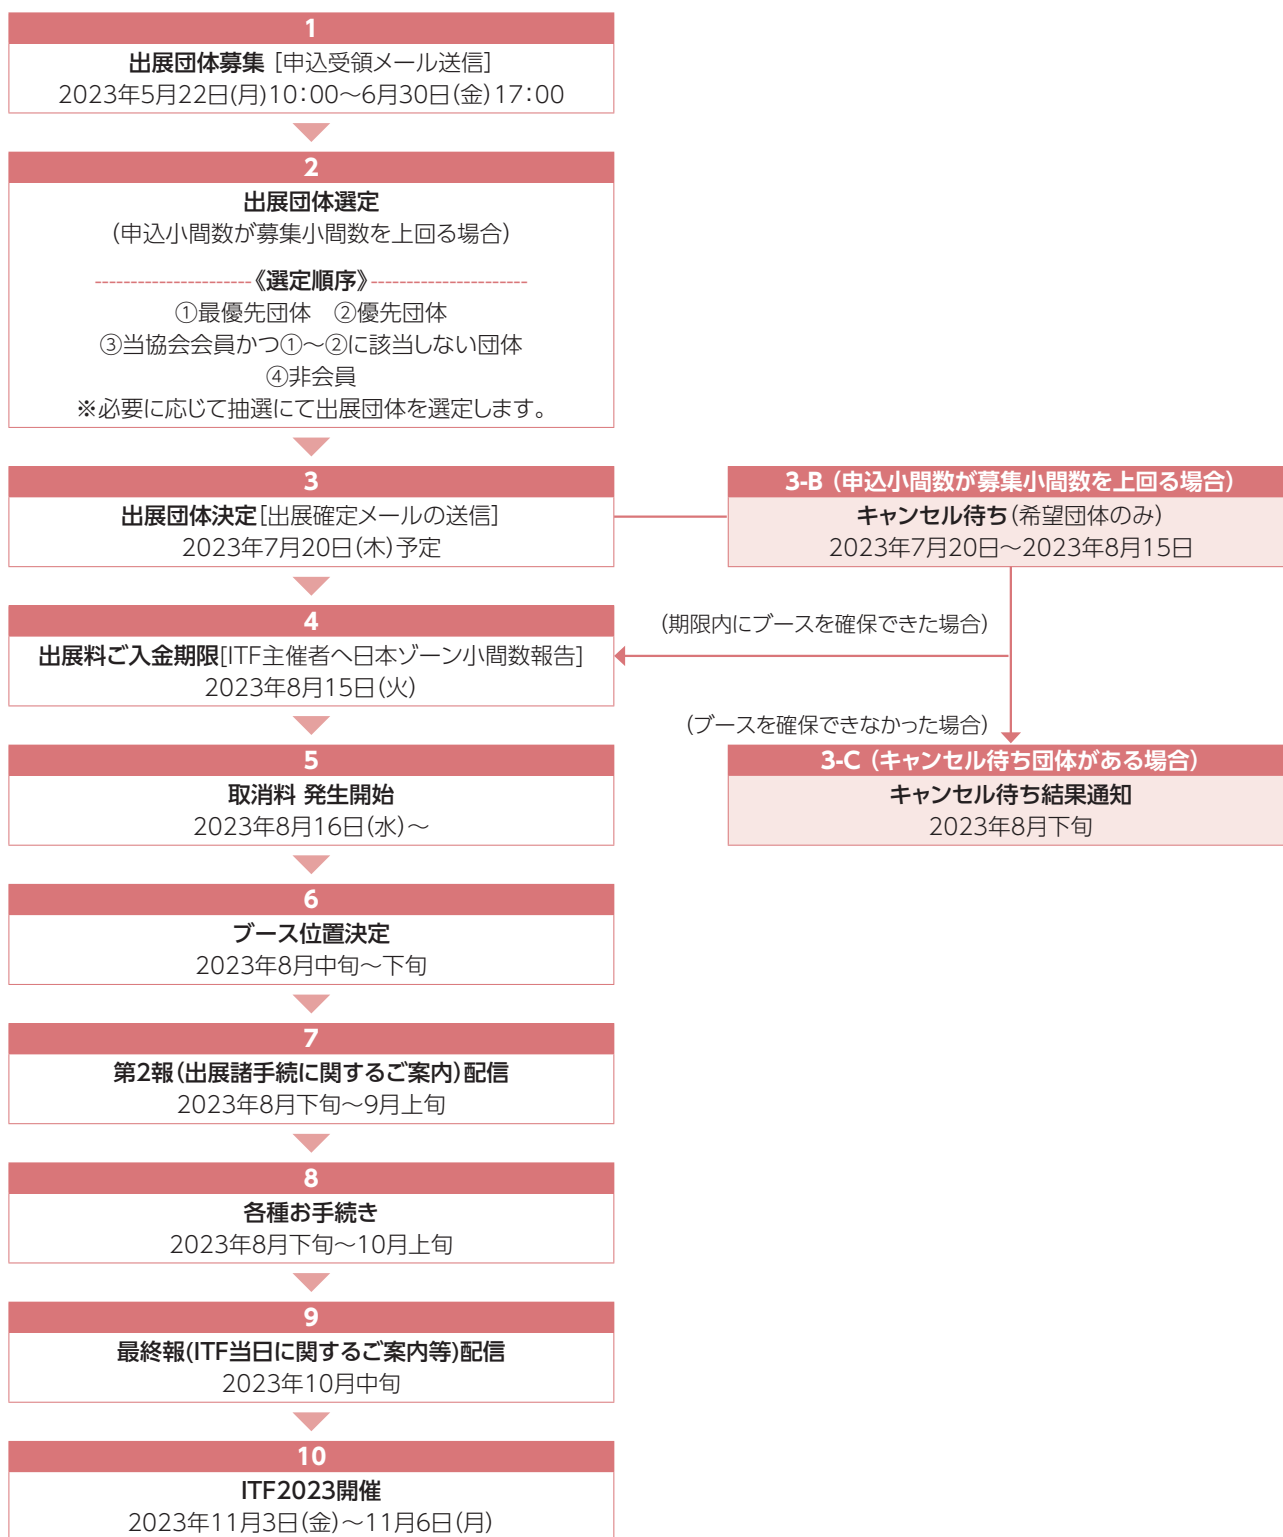 1
出展団体募集 [申込受領メール送信]
2023年5月22日(月)10:00～6月30日(金)17:00
2
出展団体選定
(申込小間数が募集小間数を上回る場合)
----------------------《選定順序》----------------------
①最優先団体　②優先団体
③当協会会員かつ①～②に該当しない団体
④非会員
※必要に応じて抽選にて出展団体を選定します。
3
出展団体決定[出展確定メールの送信]
2023年7月20日(木)予定
3-B (申込小間数が募集小間数を上回る場合)
キャンセル待ち(希望団体のみ)
2023年7月20日～2023年8月15日
(期限内にブースを確保できた場合)
4
出展料ご入金期限[ITF主催者へ日本ゾーン小間数報告]
2023年8月15日(火)
(ブースを確保できなかった場合)
3-C (キャンセル待ち団体がある場合)
キャンセル待ち結果通知
2023年8月下旬
5
取消料 発生開始
2023年8月16日(水)～
6
ブース位置決定
2023年8月中旬～下旬
7
第2報(出展諸手続に関するご案内)配信
2023年8月下旬～9月上旬
8
各種お手続き
2023年8月下旬～10月上旬
9
最終報(ITF当日に関するご案内等)配信
2023年10月中旬
10
ITF2023開催
2023年11月3日(金)～11月6日(月)